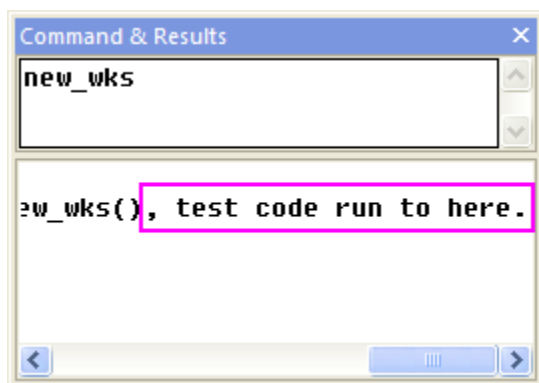 Command & Results
new_wks
ew_wks(), test code run to here.